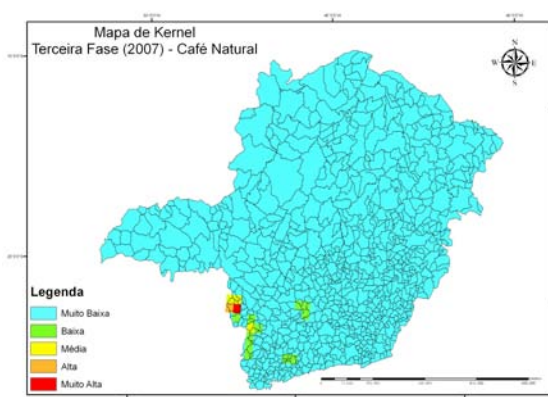 Mapa de Kernel
Terceira Fase (2007) - Café Natural
N
W
E
S
Legenda
Muito Baixa
Baixa
Média
Alta
Muito Alta